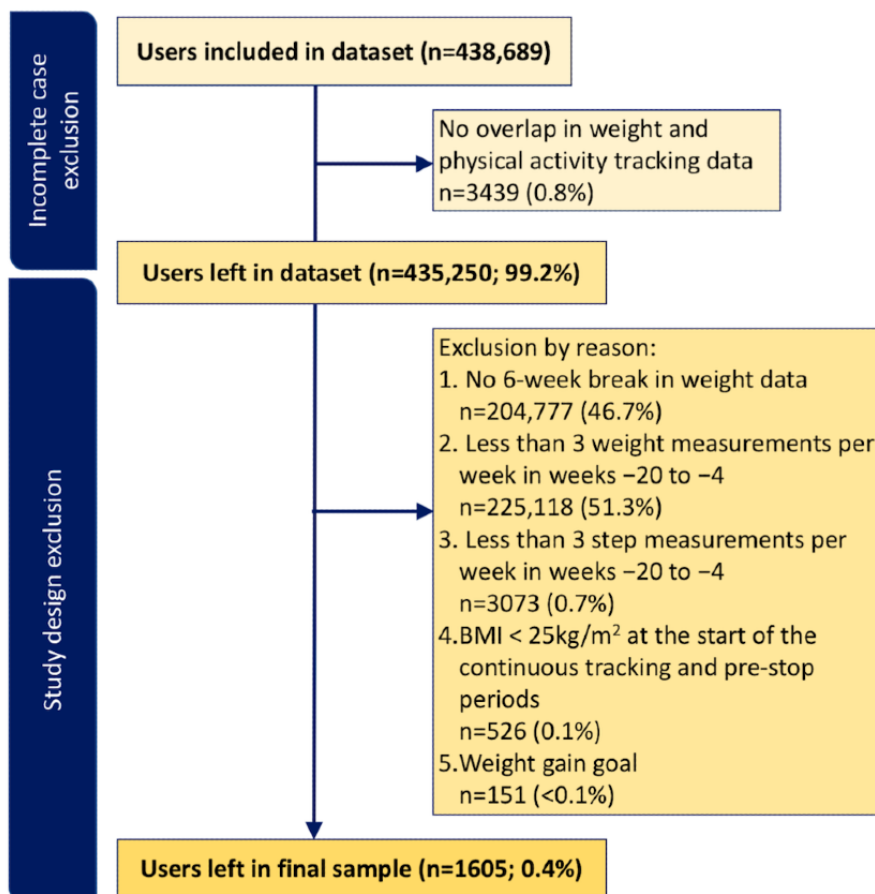 Incomplete case
exclusion
Users included in dataset (n=438,689)
No overlap in weight and
physical activity tracking data
n=3439 (0.8%)
Users left in dataset (n=435,250; 99.2%)
Study design exclusion
Exclusion by reason:
1. No 6-week break in weight data
n=204,777 (46.7%)
2. Less than 3 weight measurements per
week in weeks −20 to −4
n=225,118 (51.3%)
3. Less than 3 step measurements per
week in weeks −20 to −4
n=3073 (0.7%)
4.BMI < 25kg/m² at the start of the
continuous tracking and pre-stop
periods
n=526 (0.1%)
5.Weight gain goal
n=151 (<0.1%)
Users left in final sample (n=1605; 0.4%)